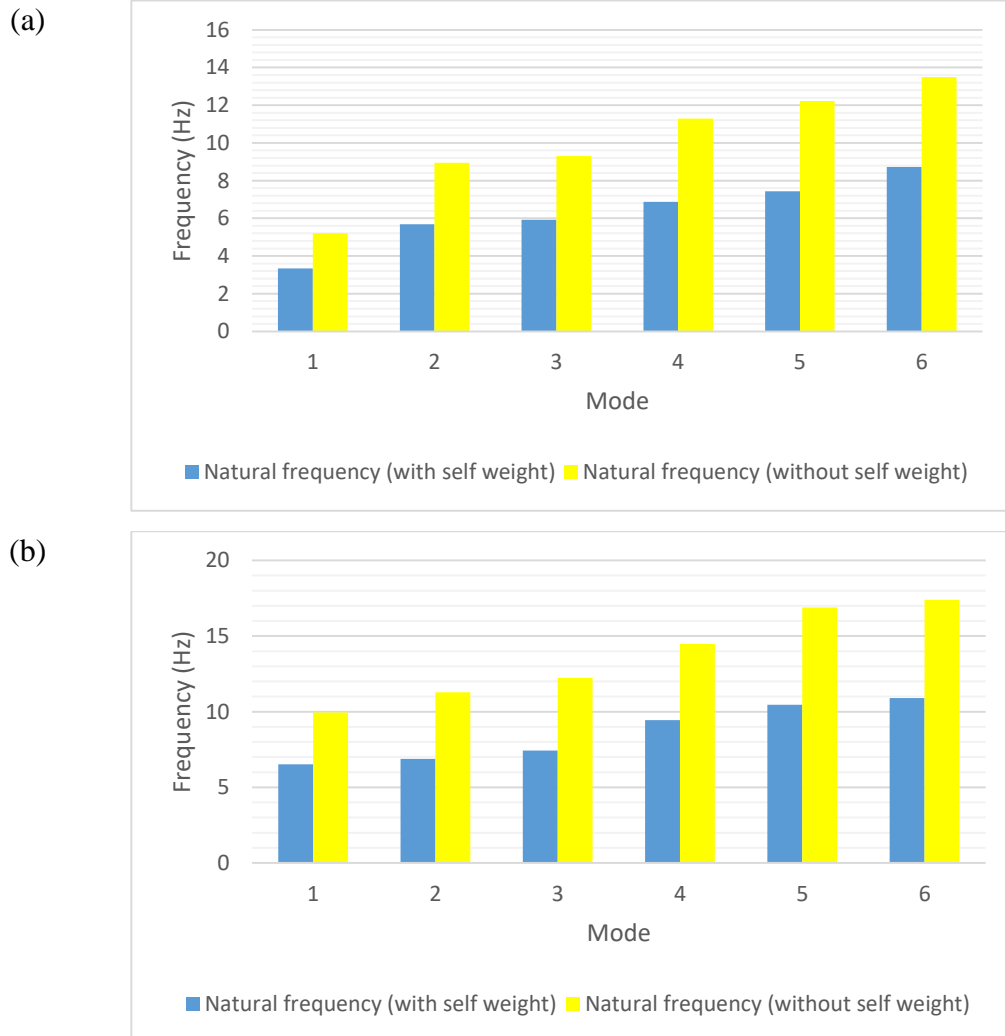 (a)
16
14
12
10
8
6
4
2
0
Frequency (Hz)
1 2 3 4 5 6
Mode
Natural frequency (with self weight) Natural frequency (without self weight)
(b)
20
15
10
5
0
Frequency (Hz)
1 2 3 4 5 6
Mode
Natural frequency (with self weight) Natural frequency (without self weight)